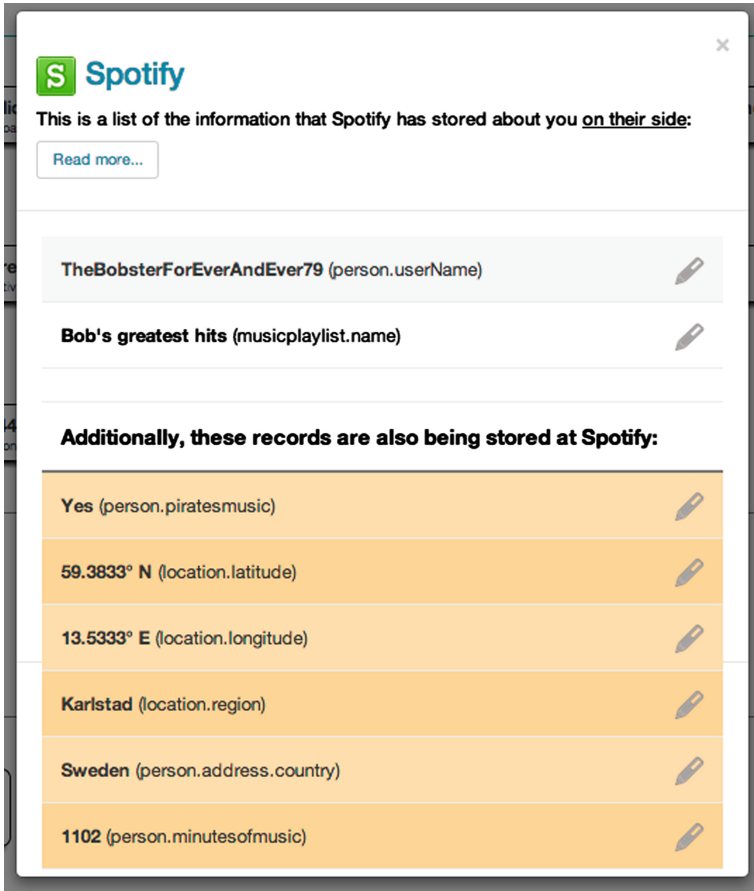 S Spotify
×
This is a list of the information that Spotify has stored about you on their side:
Read more...
TheBobsterForEverAndEver79 (person.userName)
Bob's greatest hits (musicplaylist.name)
Additionally, these records are also being stored at Spotify:
Yes (person.piratesmusic)
59.3833° N (location.latitude)
13.5333° E (location.longitude)
Karlstad (location.region)
Sweden (person.address.country)
1102 (person.minutesofmusic)